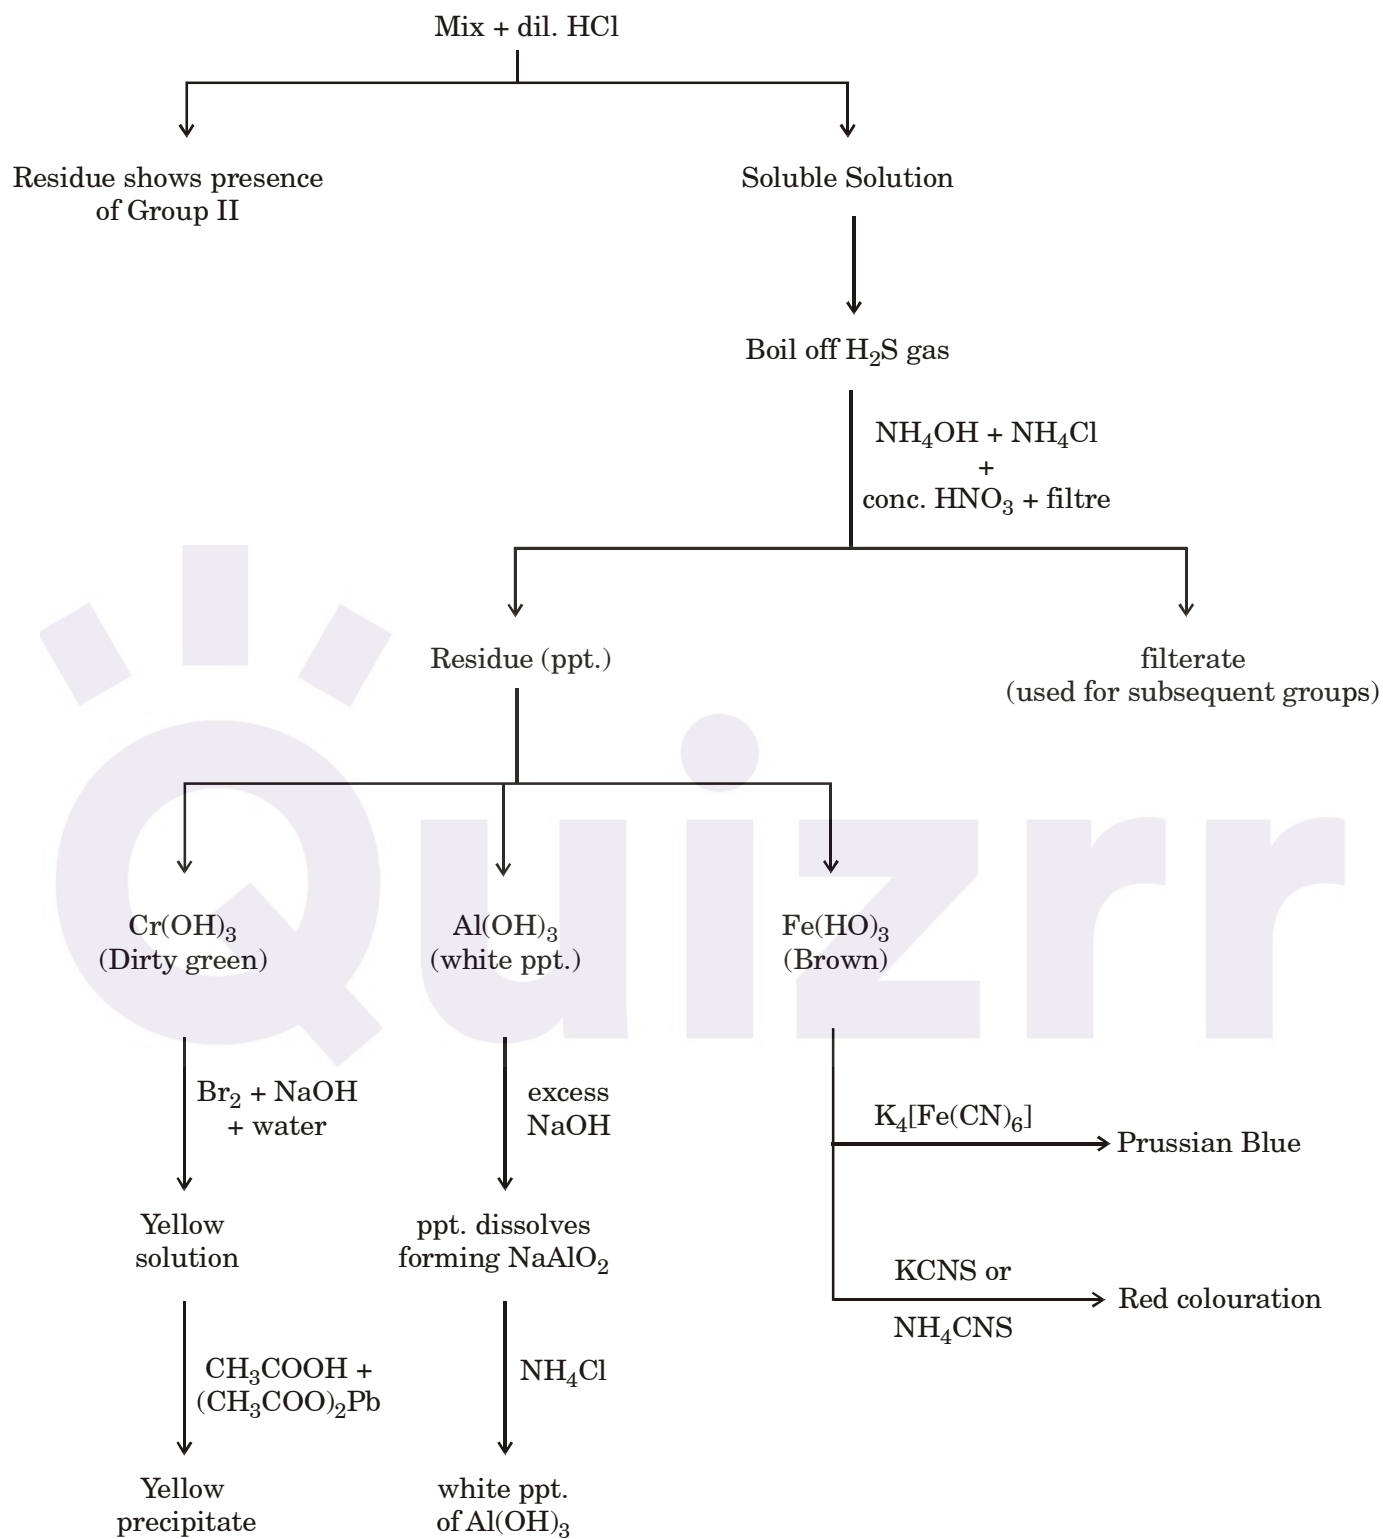 Mix + dil. HCl
Residue shows presence
of Group II
Soluble Solution
Boil off H₂S gas
NH₄OH + NH₄Cl
+
conc. HNO₃ + filtre
Residue (ppt.)
filterate
(used for subsequent groups)
Cr(OH)₃
(Dirty green)
Al(OH)₃
(white ppt.)
Fe(HO)₃
(Brown)
Br₂ + NaOH
+ water
excess
NaOH
K₄[Fe(CN)₆]
Prussian Blue
Yellow
solution
ppt. dissolves
forming NaAlO₂
KCNS or
NH₄CNS
Red colouration
CH₃COOH +
(CH₃COO)₂Pb
NH₄Cl
Yellow
precipitate
white ppt.
of Al(OH)₃
Quizrr